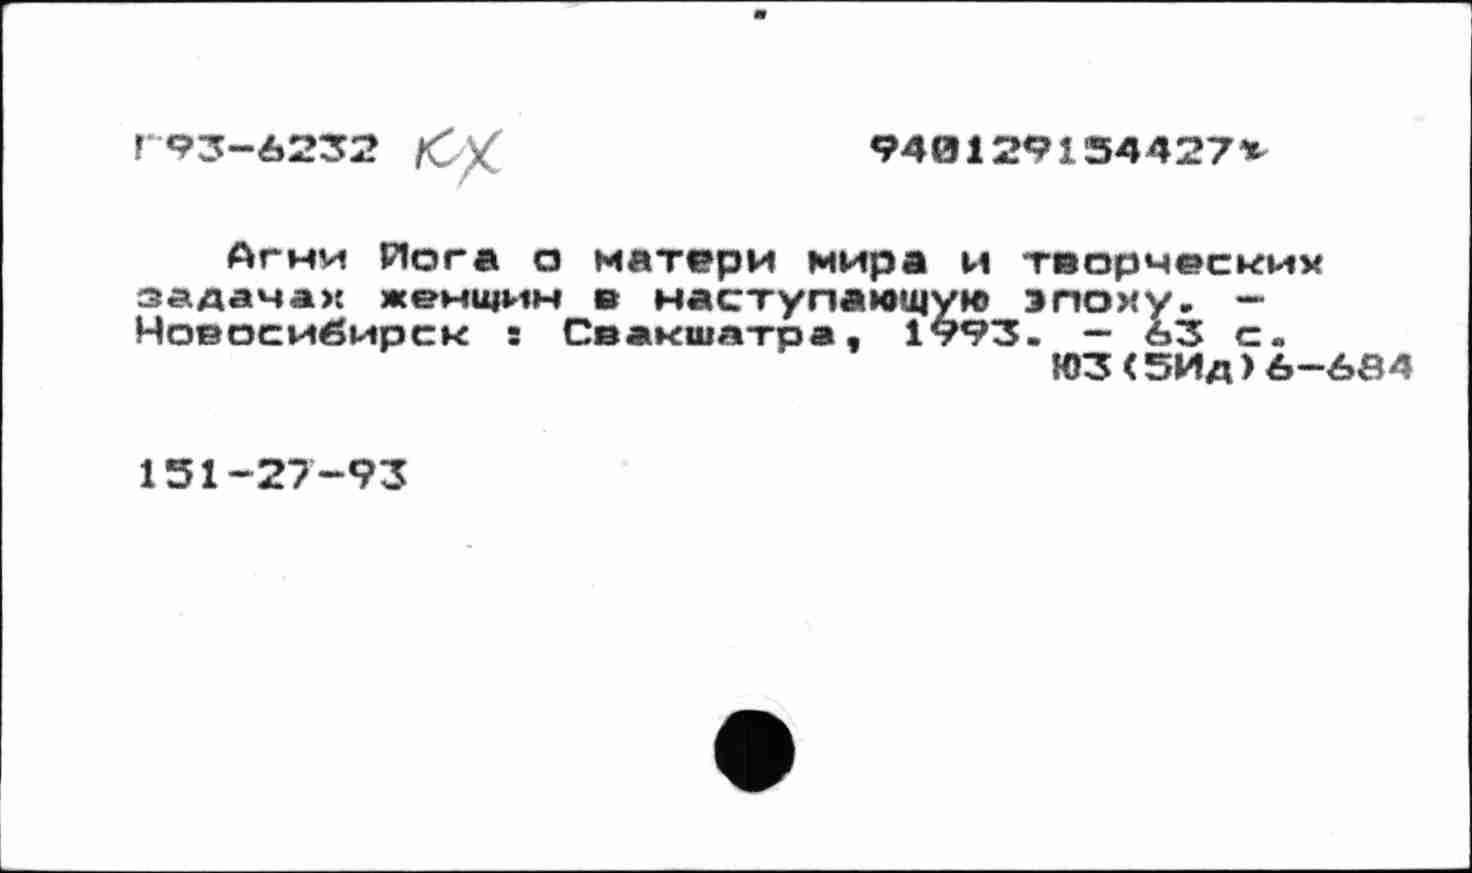 Г93-6232 КХ 940129154427*
Агни Йога о матери мира и творческих
задачах женщин в наступающую эпоху. -
Новосибирск : Свакшатра, 1993. - 63 с.
Ю3(5Ид)6-684
151-27-93